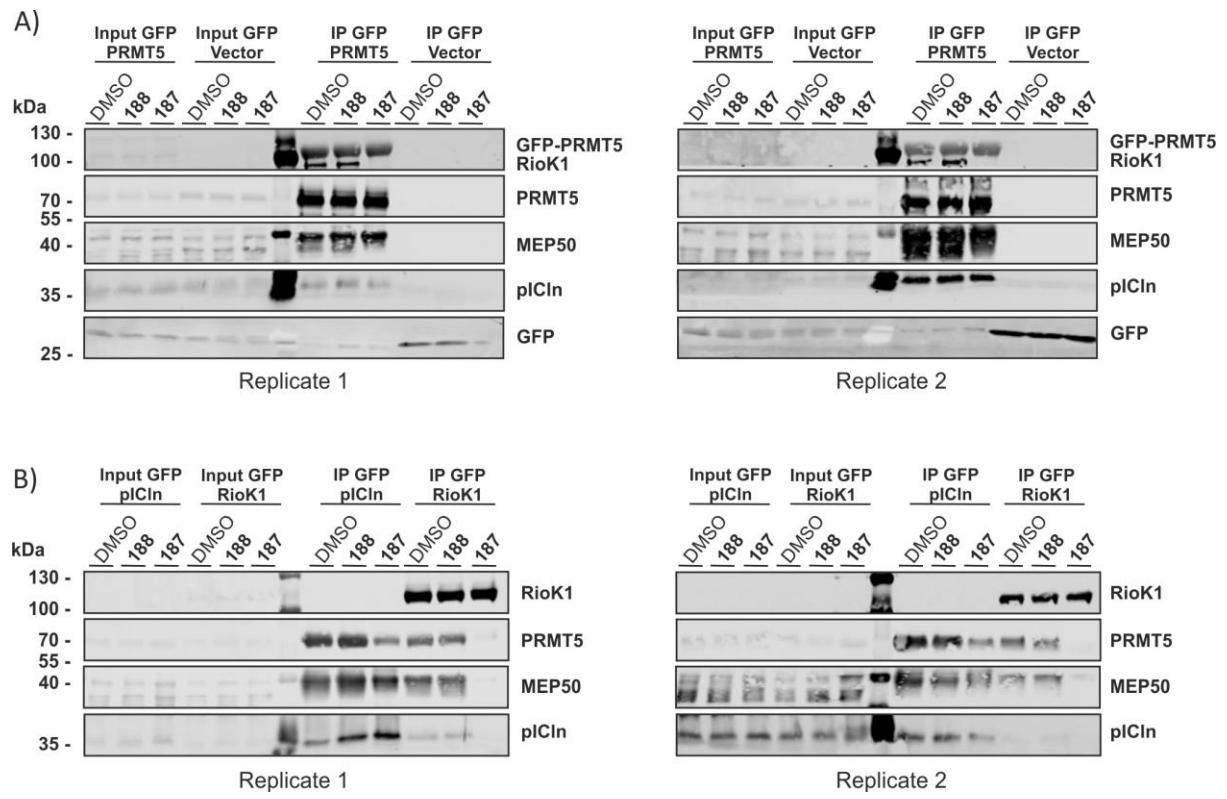 A)
Input GFP PRMT5
Input GFP Vector
IP GFP PRMT5
IP GFP Vector
Input GFP PRMT5
Input GFP Vector
IP GFP PRMT5
IP GFP Vector
kDa
DMSO 188 187 DMSO 188 187 DMSO 188 187 DMSO 188 187
DMSO 188 187 DMSO 188 187 DMSO 188 187 DMSO 188 187
130 -
100 -
70 -
55 -
40 -
35 -
25 -
GFP-PRMT5
RioK1
PRMT5
MEP50
pICln
GFP
GFP-PRMT5
RioK1
PRMT5
MEP50
pICln
GFP
Replicate 1
Replicate 2
B)
Input GFP pICln
Input GFP RioK1
IP GFP pICln
IP GFP RioK1
Input GFP pICln
Input GFP RioK1
IP GFP pICln
IP GFP RioK1
kDa
DMSO 188 187 DMSO 188 187 DMSO 188 187 DMSO 188 187
DMSO 188 187 DMSO 188 187 DMSO 188 187 DMSO 188 187
130 -
100 -
70 -
55 -
40 -
35 -
RioK1
PRMT5
MEP50
pICln
RioK1
PRMT5
MEP50
pICln
Replicate 1
Replicate 2